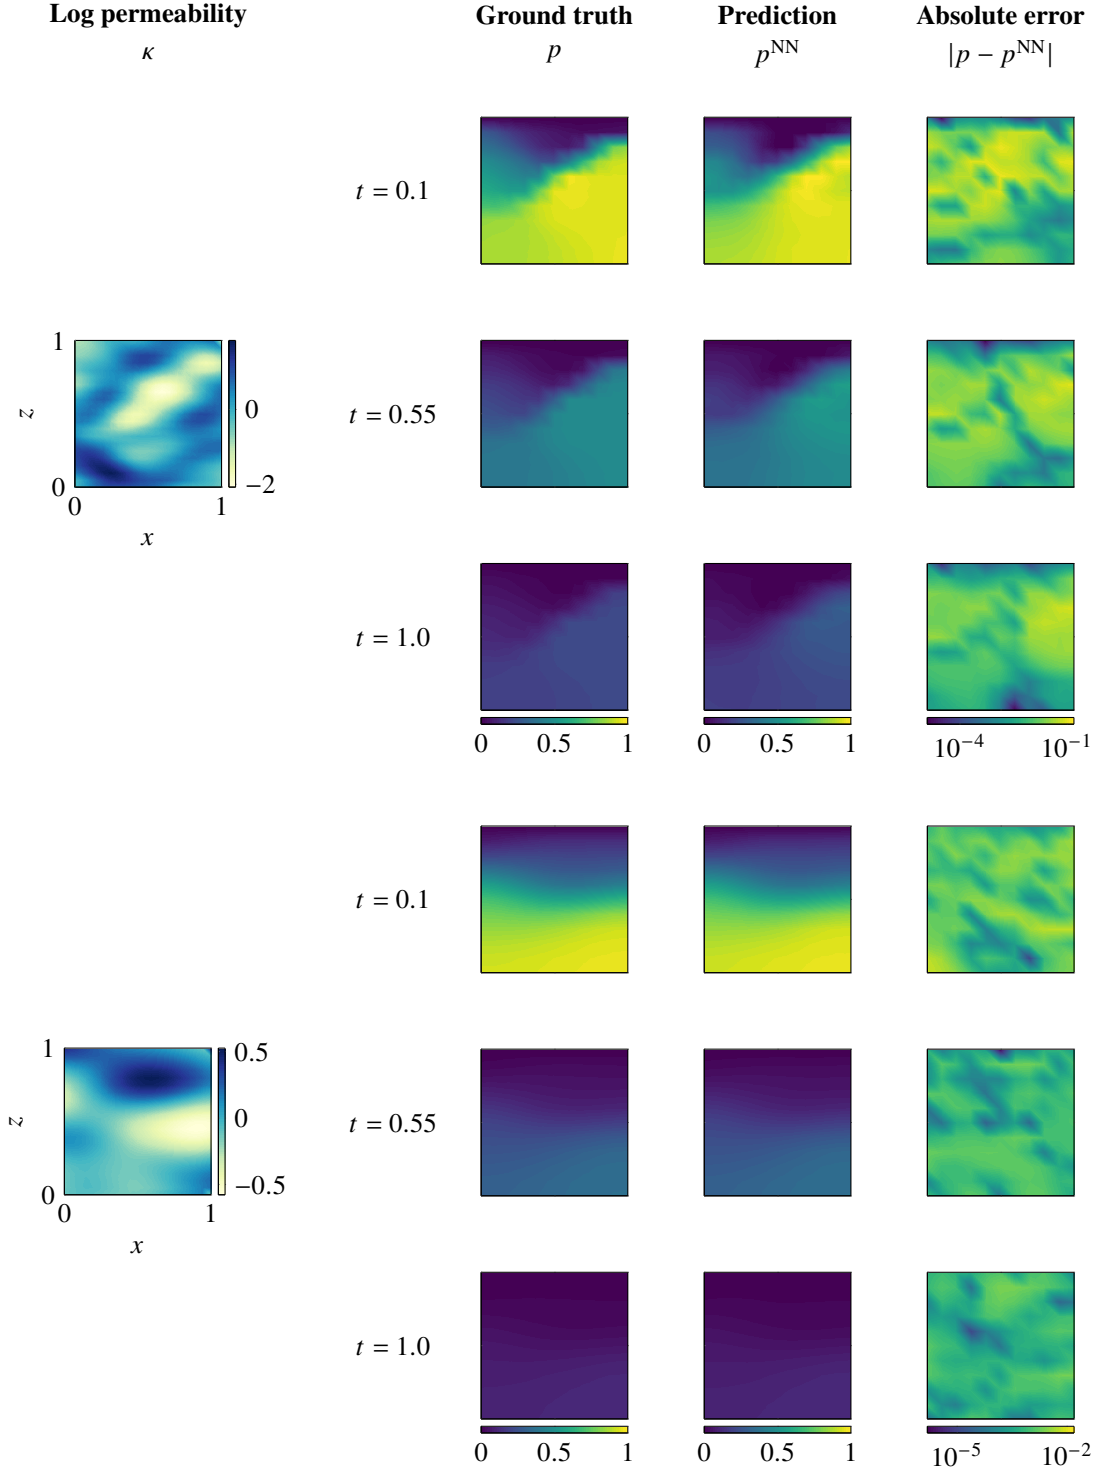 Log permeability Ground truth Prediction Absolute error
κ p pᴺᴺ |p − pᴺᴺ|
t = 0.1
1
0
−2
z
0
0 1
x
t = 0.55
t = 1.0
0 0.5 1 0 0.5 1 10⁻⁴ 10⁻¹
t = 0.1
1
0.5
0
−0.5
z
0
0 1
x
t = 0.55
t = 1.0
0 0.5 1 0 0.5 1 10⁻⁵ 10⁻²